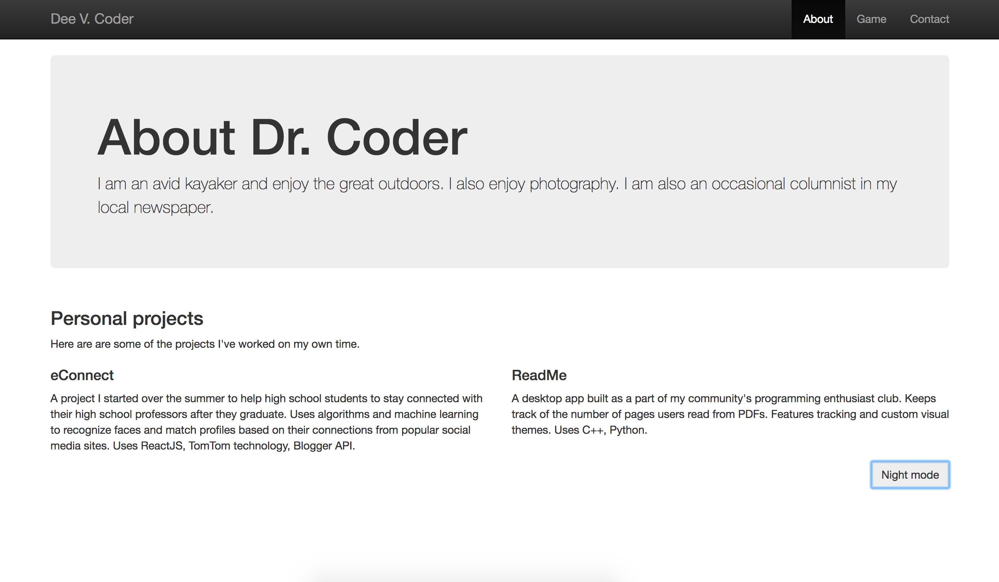 Dee V. Coder
About Game Contact
About Dr. Coder
I am an avid kayaker and enjoy the great outdoors. I also enjoy photography. I am also an occasional columnist in my
local newspaper.
Personal projects
Here are are some of the projects I've worked on my own time.
eConnect
A project I started over the summer to help high school students to stay connected with
their high school professors after they graduate. Uses algorithms and machine learning
to recognize faces and match profiles based on their connections from popular social
media sites. Uses ReactJS, TomTom technology, Blogger API.
ReadMe
A desktop app built as a part of my community's programming enthusiast club. Keeps
track of the number of pages users read from PDFs. Features tracking and custom visual
themes. Uses C++, Python.
Night mode